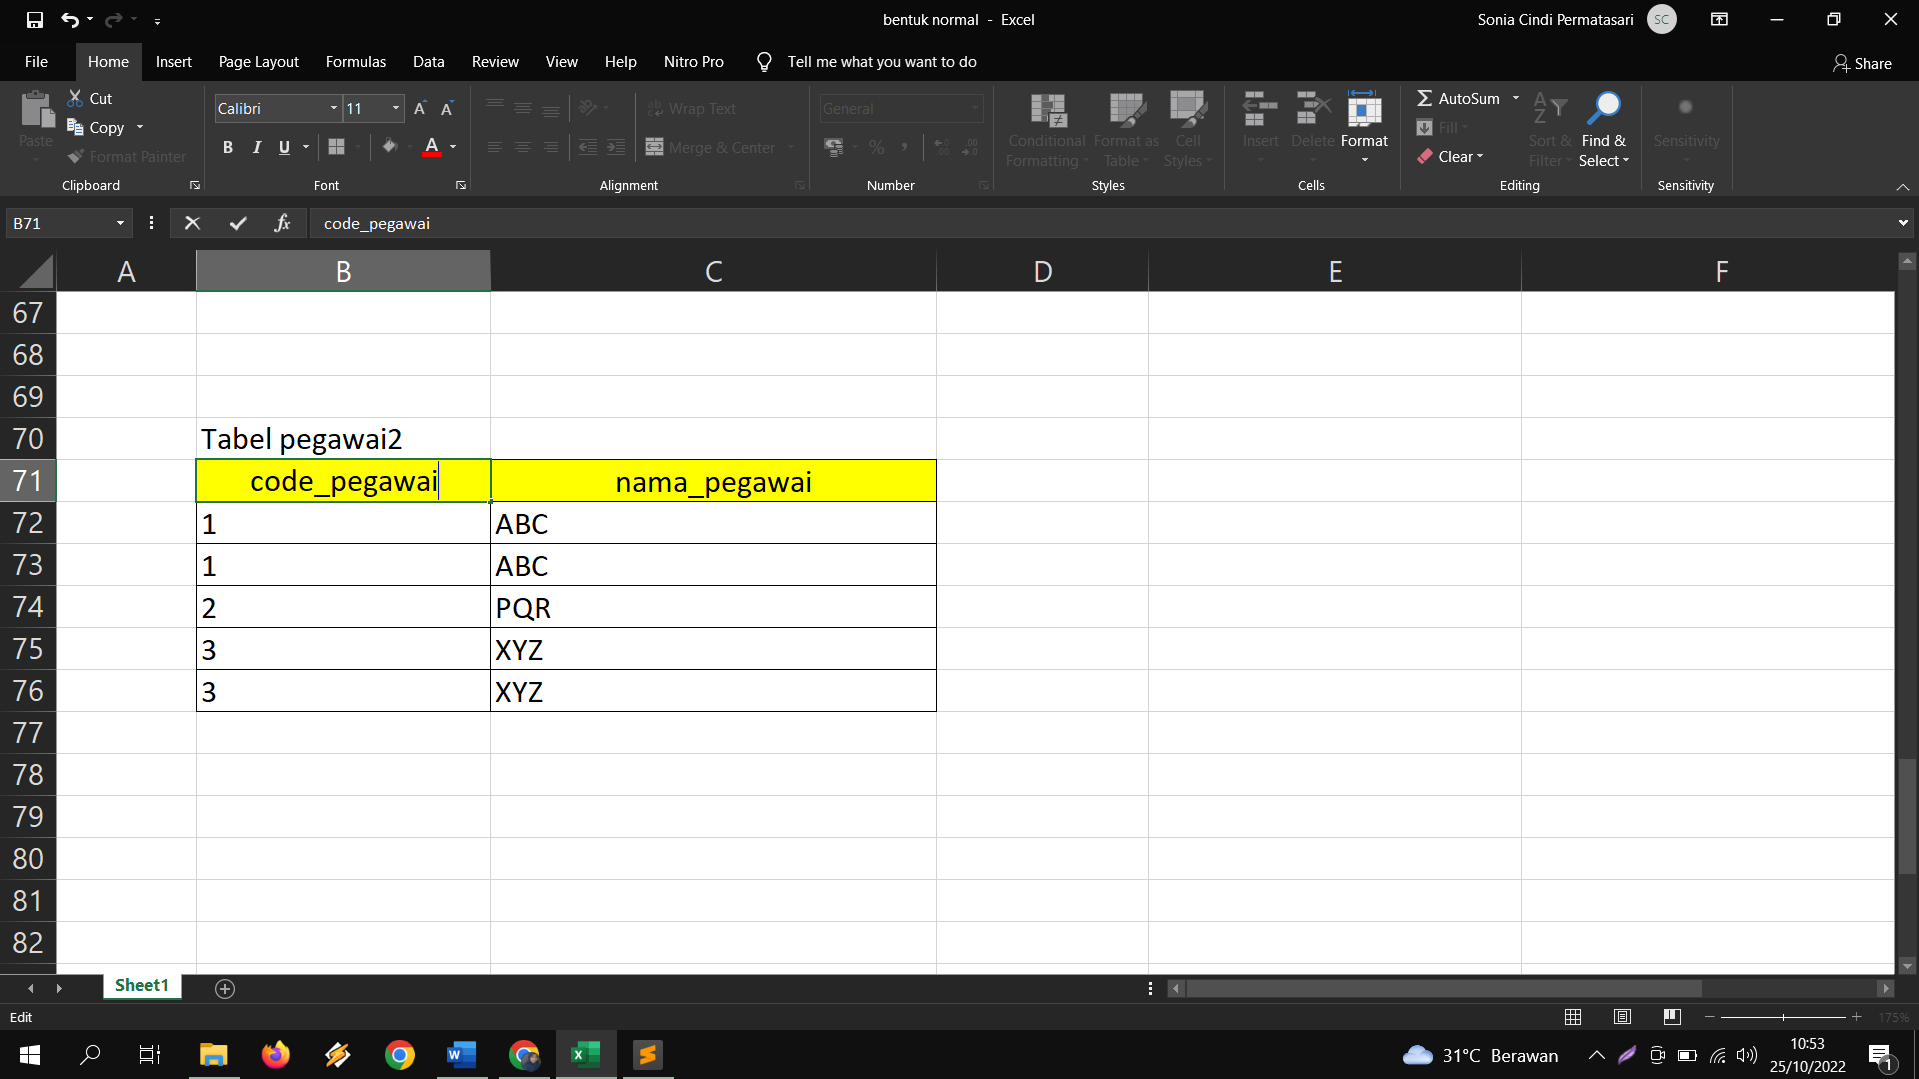 bentuk normal - Excel
Sonia Cindi Permatasari
SC
File Home Insert Page Layout Formulas Data Review View Help Nitro Pro Tell me what you want to do
Share
Paste
Cut
Copy
Format Painter
Clipboard
Calibri 11 A A
B I U A
Font
Wrap Text
Merge & Center
Alignment
General
% ,
Number
Conditional Formatting
Format as Table
Cell Styles
Styles
Insert Delete Format
Cells
AutoSum
Fill
Clear
Sort & Filter
Find & Select
Editing
Sensitivity
Sensitivity
B71 fx code_pegawai
A B C D E F
67
68
69
70 Tabel pegawai2
71 code_pegawai nama_pegawai
72 1 ABC
73 1 ABC
74 2 PQR
75 3 XYZ
76 3 XYZ
77
78
79
80
81
82
Sheet1
Edit
175%
31°C Berawan
10:53
25/10/2022
1